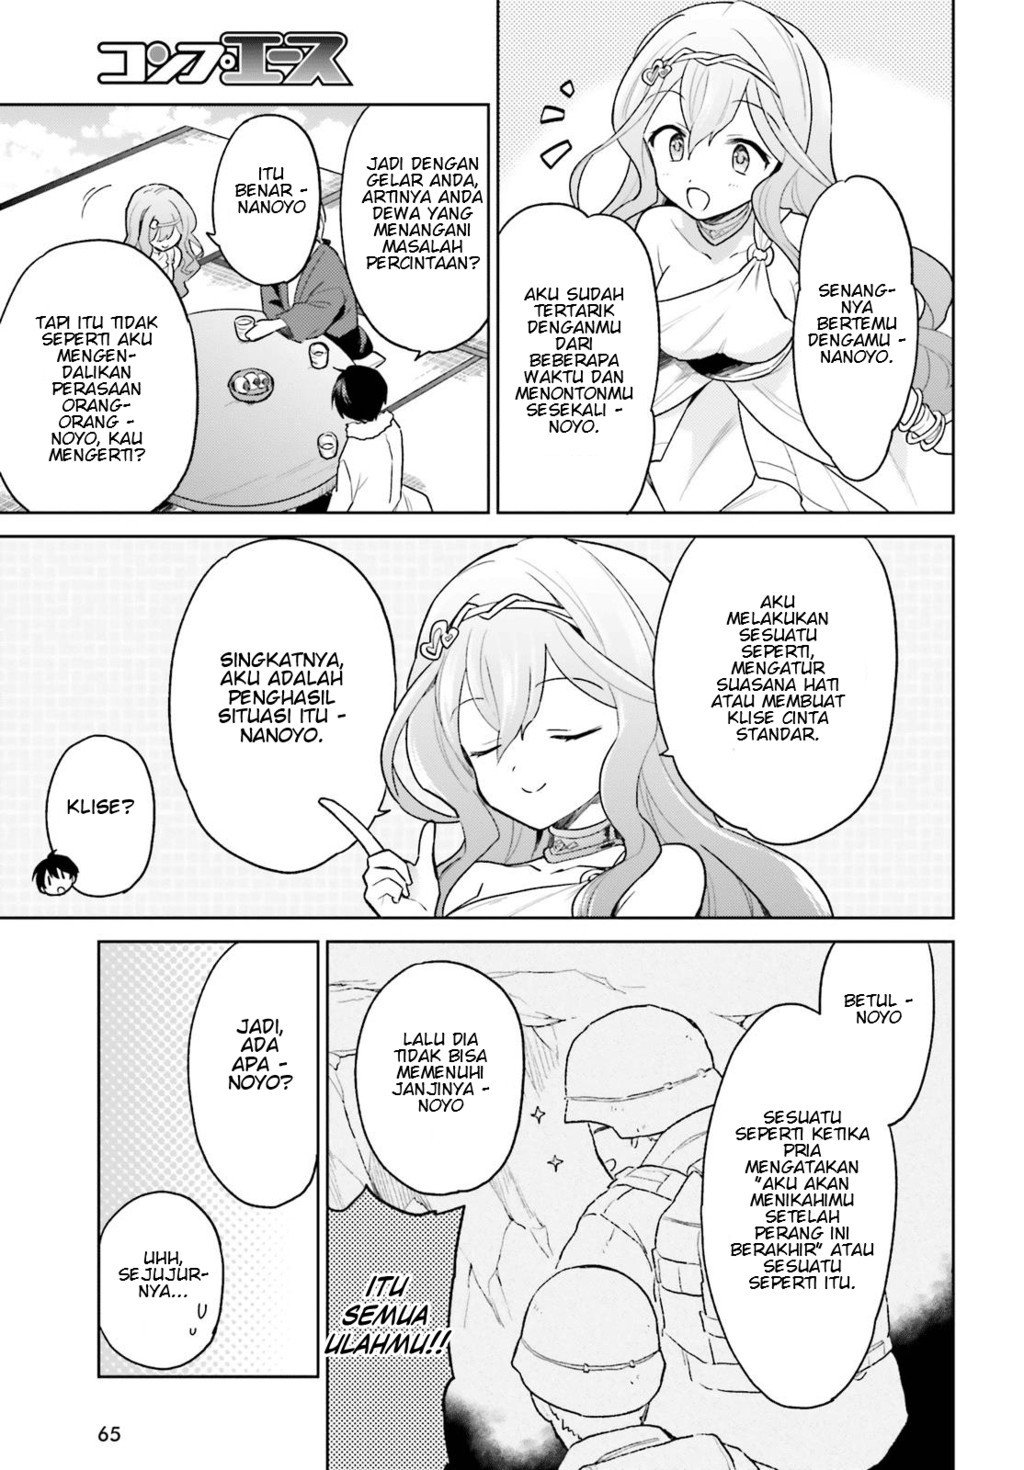 コンプエース
SENANG-
NYA
BERTEMU
DENGAMU -
NANOYO.
AKU SUDAH
TERTARIK
DENGANMU
DARI
BEBERAPA
WAKTU DAN
MENONTONMU
SESEKALI -
NOYO.
JADI DENGAN
GELAR ANDA,
ARTINYA ANDA
DEWA YANG
MENANGANI
MASALAH
PERCINTAAN?
ITU
BENAR -
NANOYO
TAPI ITU TIDAK
SEPERTI AKU
MENGEN-
DALIKAN
PERASAAN
ORANG-
ORANG -
NOYO, KAU
MENGERTI?
AKU
MELAKUKAN
SESUATU
SEPERTI,
MENGATUR
SUASANA HATI
ATAU MEMBUAT
KLISE CINTA
STANDAR.
SINGKATNYA,
AKU ADALAH
PENGHASIL
SITUASI ITU -
NANOYO.
KLISE?
BETUL -
NOYO
SESUATU
SEPERTI KETIKA
PRIA
MENGATAKAN
"AKU AKAN
MENIKAHIMU
SETELAH
PERANG INI
BERAKHIR" ATAU
SESUATU
SEPERTI ITU.
LALU DIA
TIDAK BISA
MEMENUHI
JANJINYA -
NOYO
ITU
SEMUA
ULAHMU!!
JADI,
ADA
APA -
NOYO?
UHH,
SEJUJUR-
NYA...
65